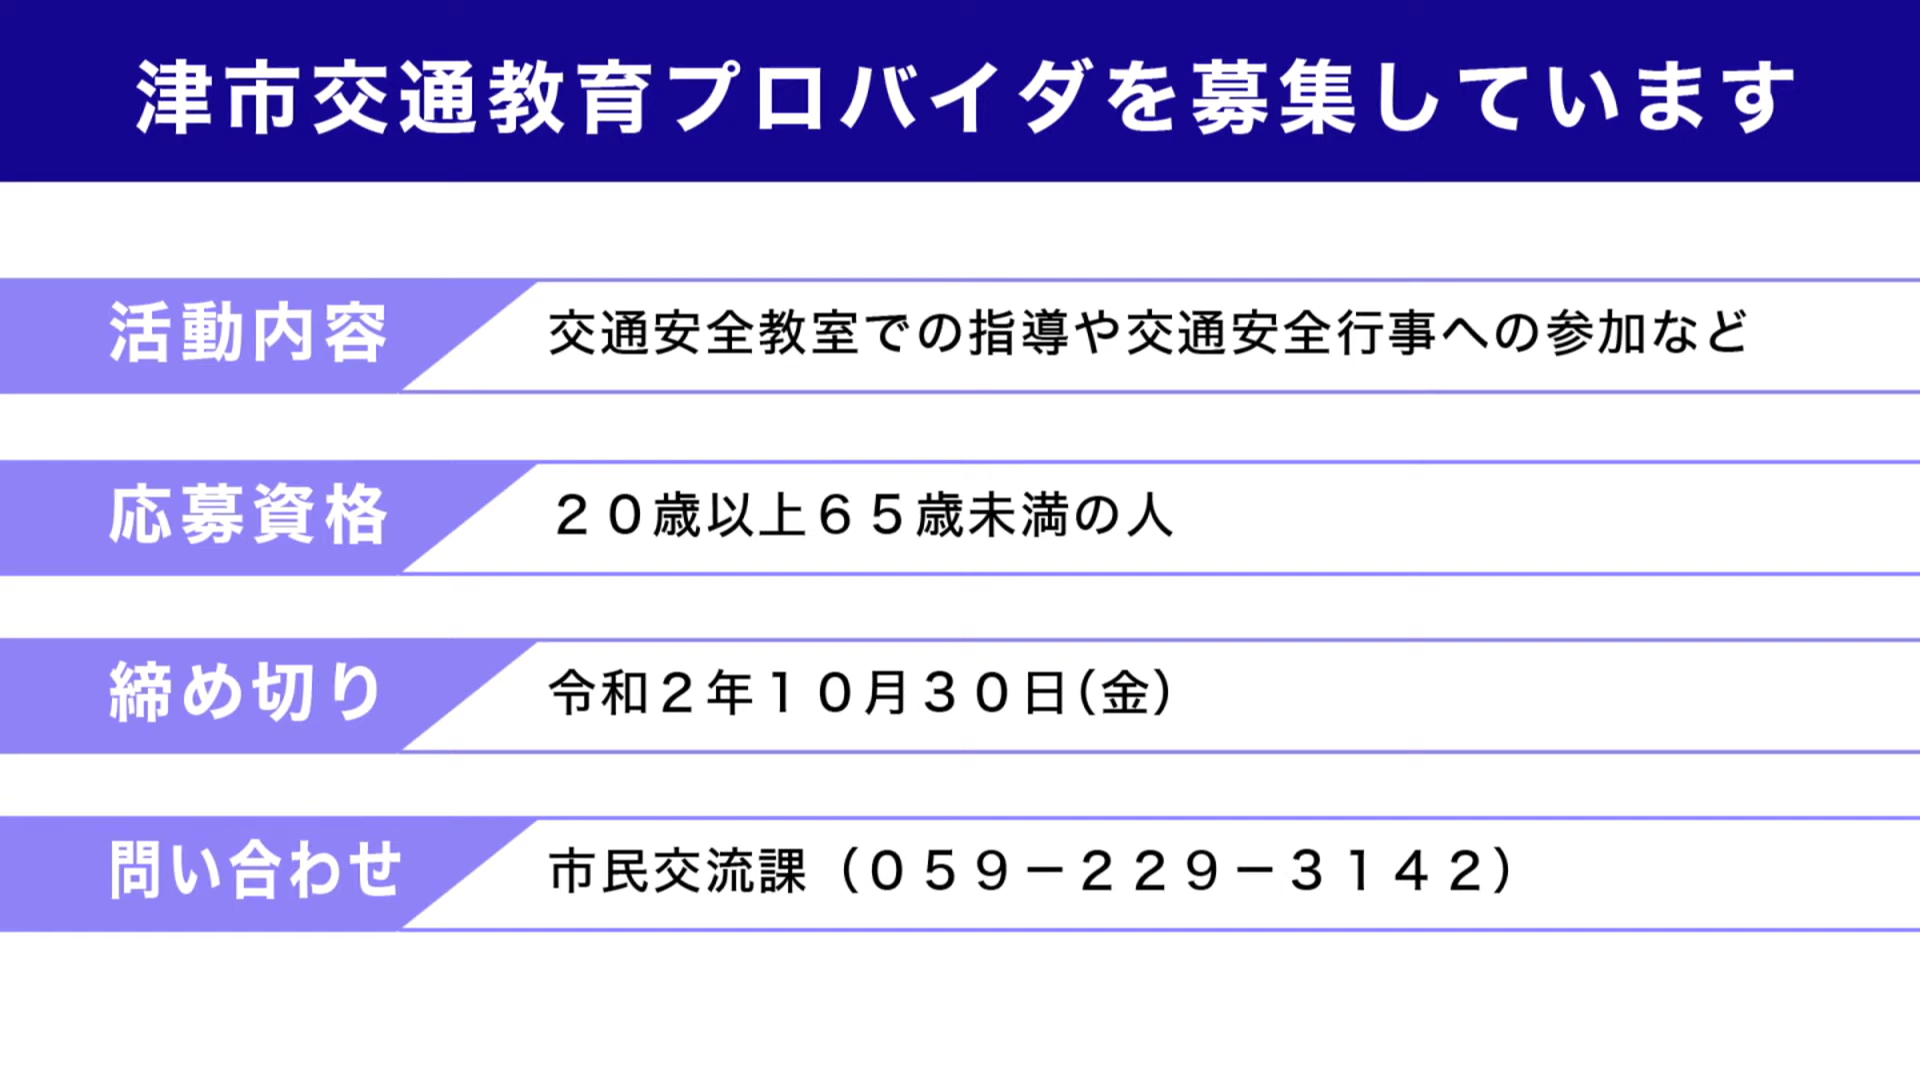 津市交通教育プロバイダを募集しています
活動内容
交通安全教室での指導や交通安全行事への参加など
応募資格
２０歳以上６５歳未満の人
締め切り
令和２年１０月３０日(金)
問い合わせ
市民交流課（０５９－２２９－３１４２）